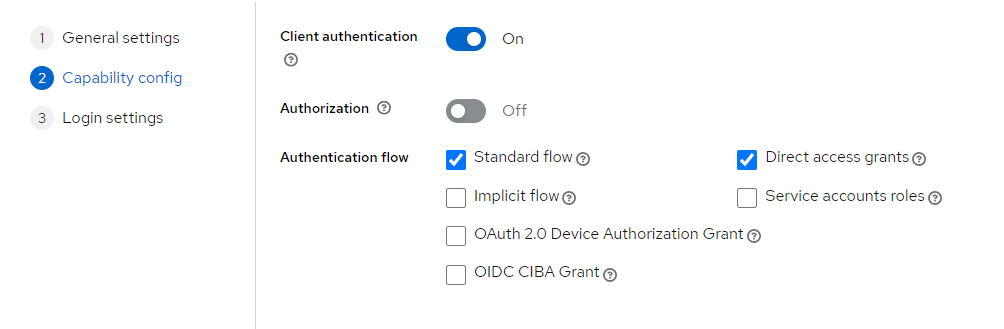 1 General settings
2 Capability config
3 Login settings
Client authentication
On
Authorization
Off
Authentication flow
Standard flow
Direct access grants
Implicit flow
Service accounts roles
OAuth 2.0 Device Authorization Grant
OIDC CIBA Grant